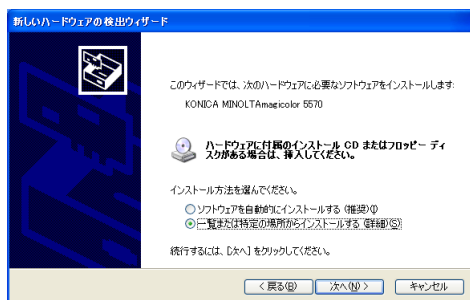 新しいハードウェアの検出ウィザード
このウィザードでは、次のハードウェアに必要なソフトウェアをインストールします:
KONICA MINOLTAmagicolor 5570
ハードウェアに付属のインストール CD またはフロッピー ディ
スクがある場合は、挿入してください。
インストール方法を選んでください。
ソフトウェアを自動的にインストールする (推奨)(I)
一覧または特定の場所からインストールする (詳細)(S)
続行するには、[次へ] をクリックしてください。
< 戻る(B) 次へ(N) > キャンセル